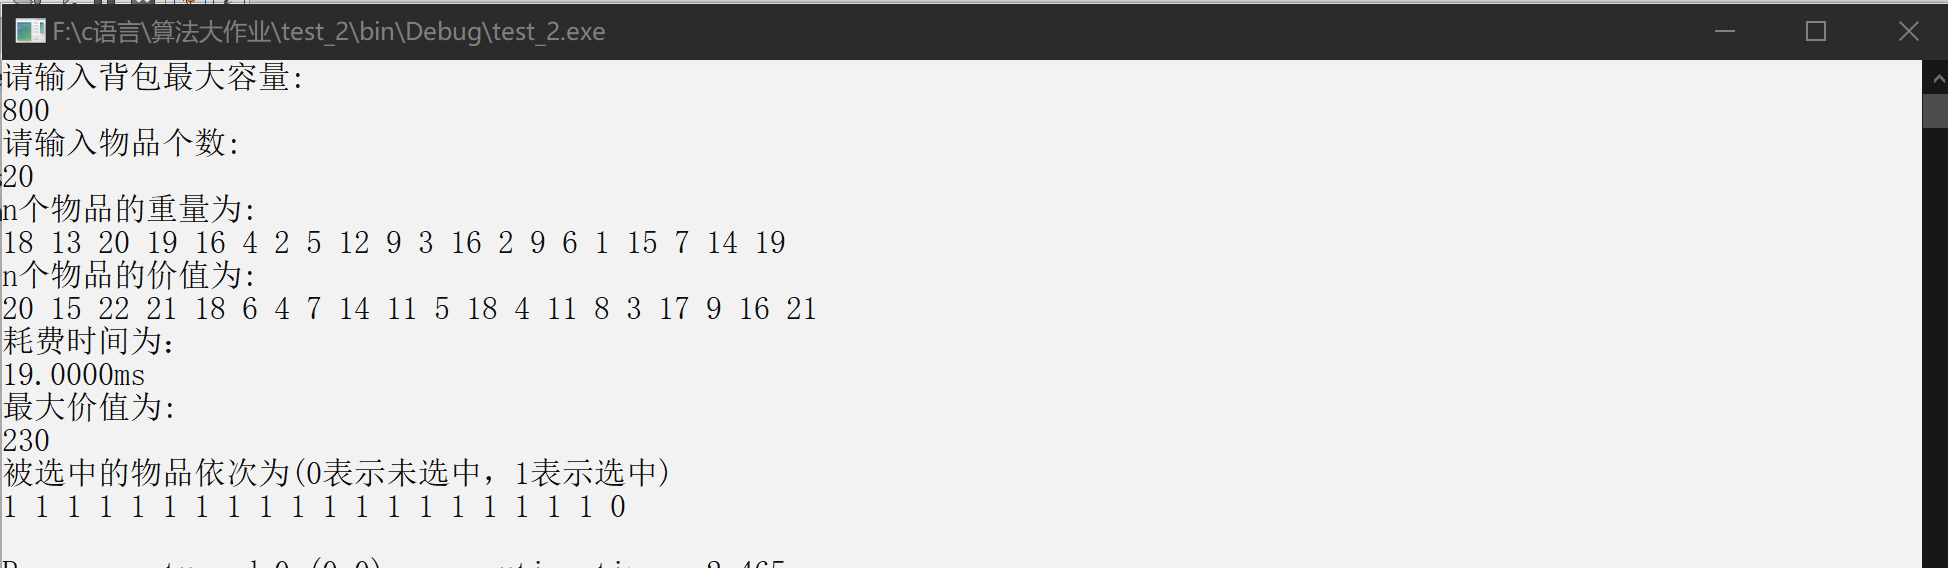 F:\c语言\算法大作业\test_2\bin\Debug\test_2.exe
请输入背包最大容量:
800
请输入物品个数:
20
n个物品的重量为:
18 13 20 19 16 4 2 5 12 9 3 16 2 9 6 1 15 7 14 19
n个物品的价值为:
20 15 22 21 18 6 4 7 14 11 5 18 4 11 8 3 17 9 16 21
耗费时间为:
19.0000ms
最大价值为:
230
被选中的物品依次为(0表示未选中，1表示选中)
1 1 1 1 1 1 1 1 1 1 1 1 1 1 1 1 1 1 1 0